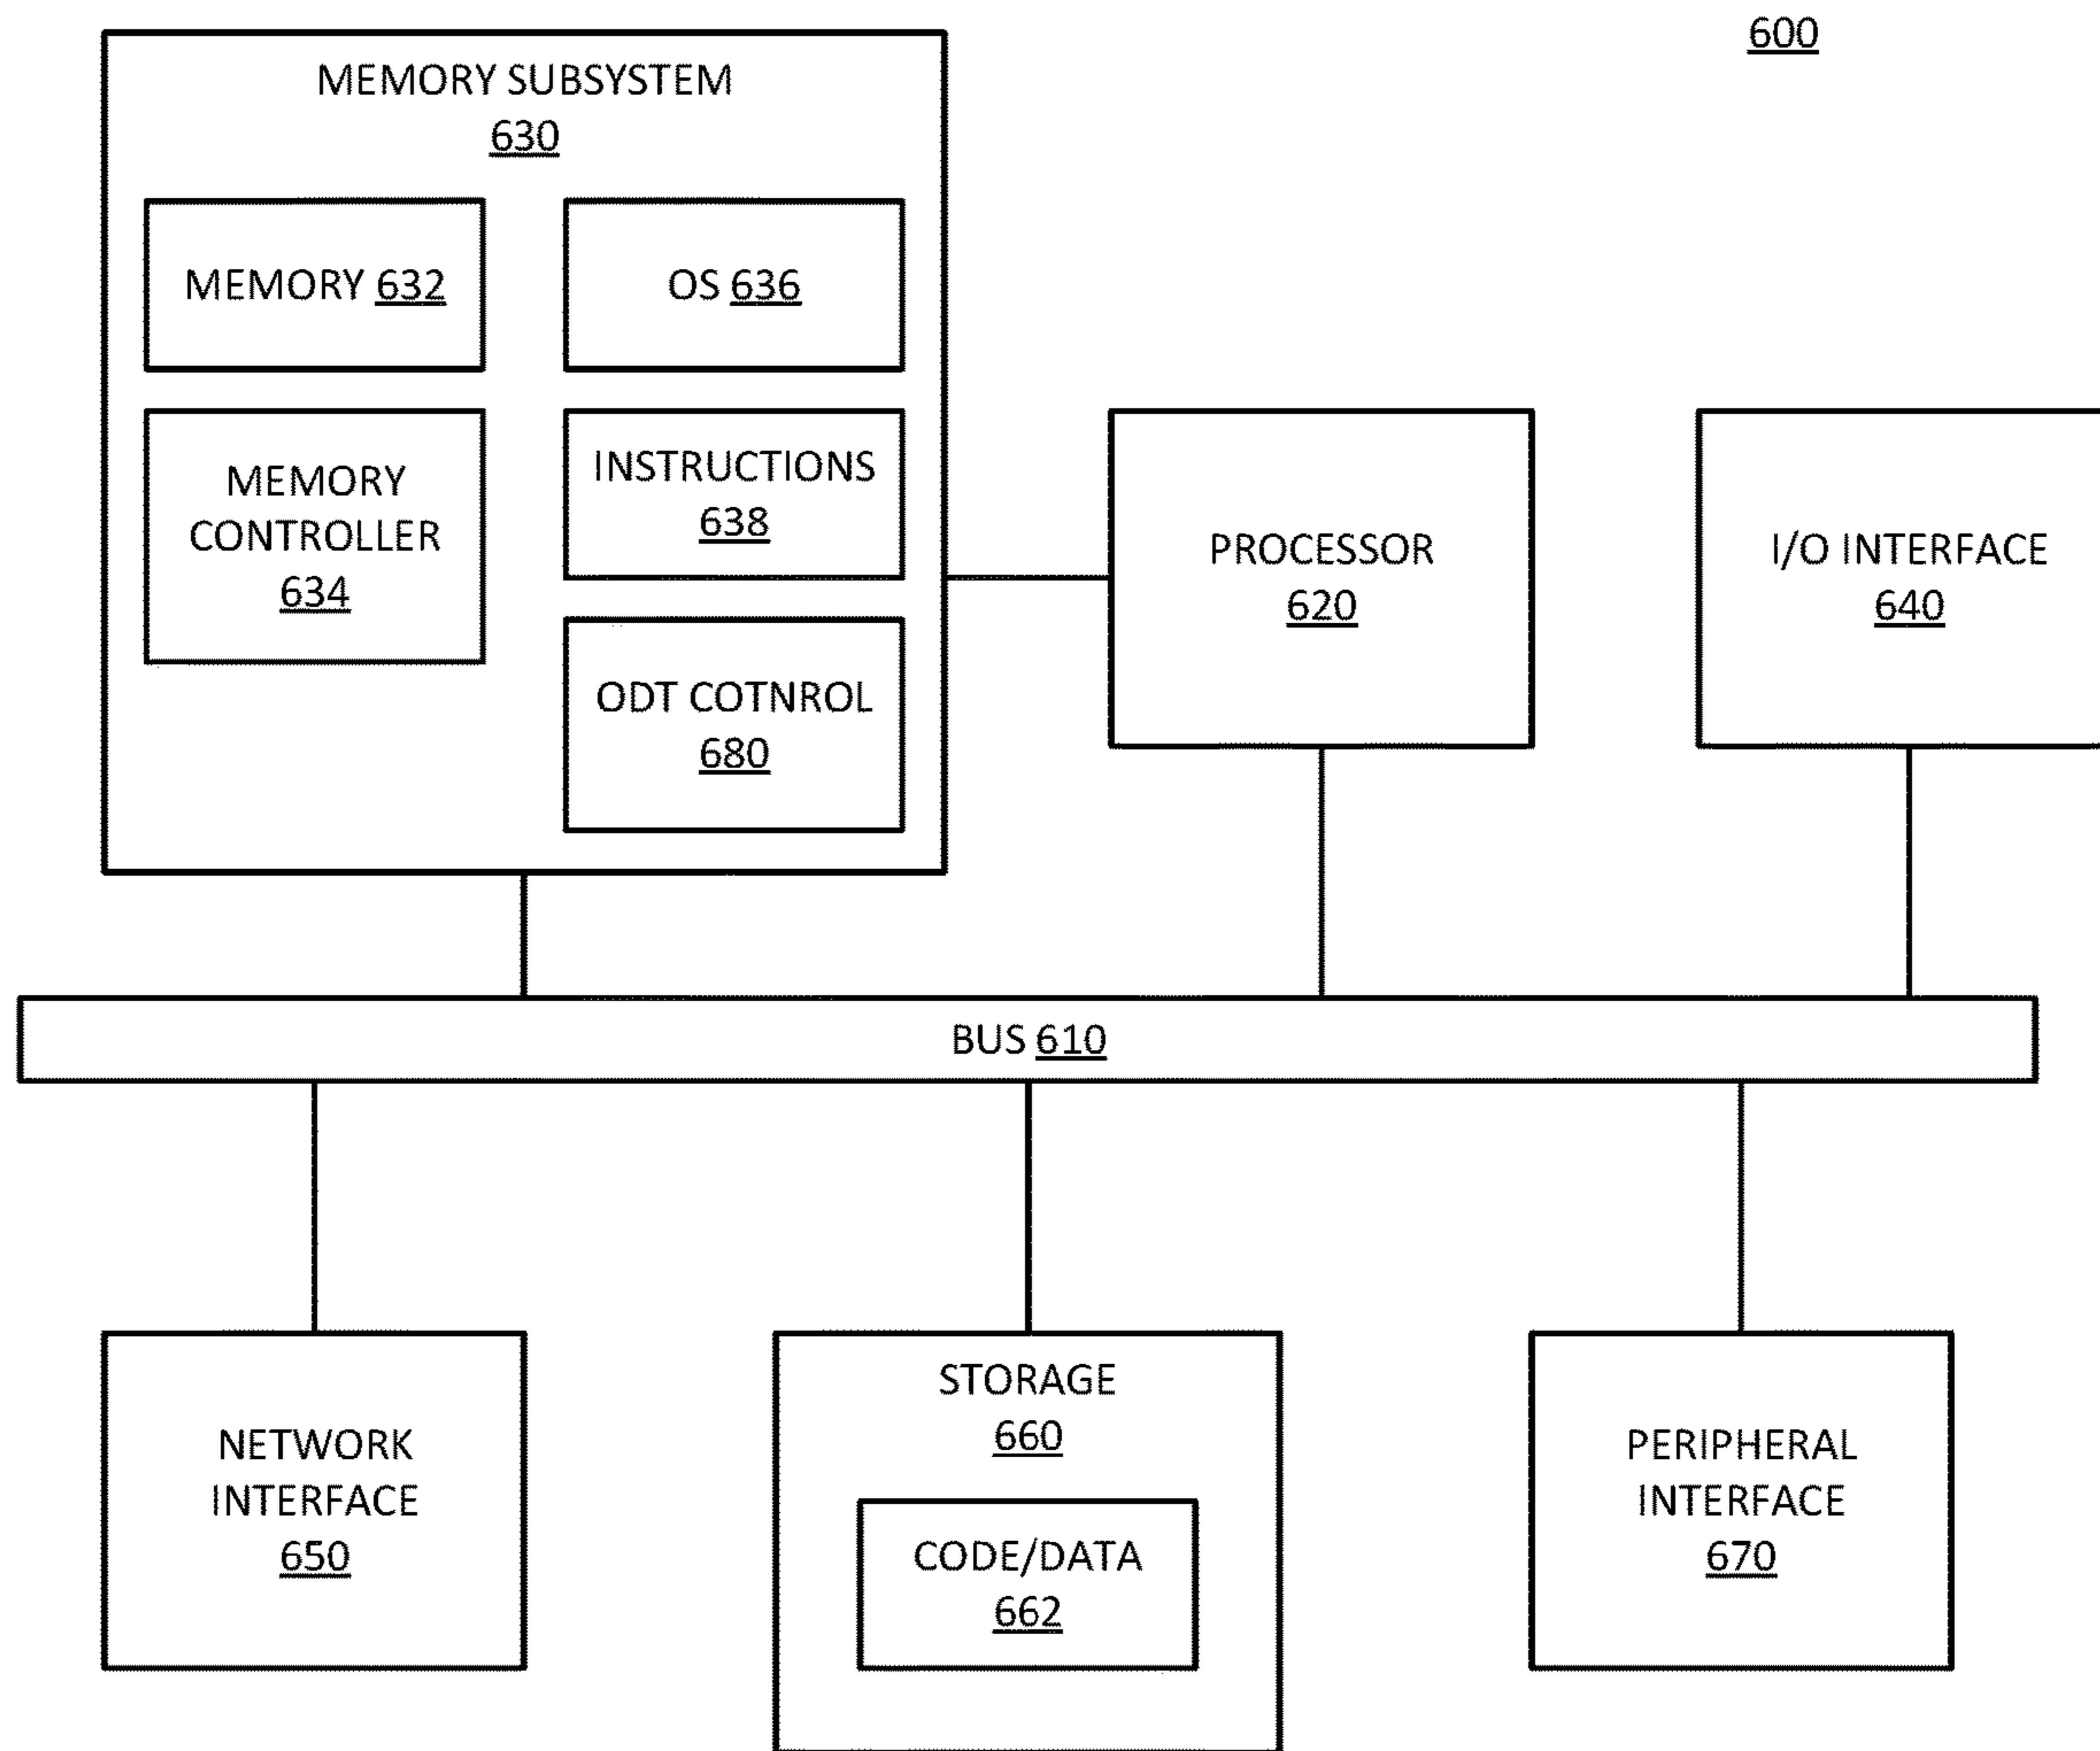 600
MEMORY SUBSYSTEM
630
MEMORY 632
OS 636
MEMORY
CONTROLLER
634
INSTRUCTIONS
638
ODT COTNROL
680
PROCESSOR
620
I/O INTERFACE
640
BUS 610
NETWORK
INTERFACE
650
STORAGE
660
CODE/DATA
662
PERIPHERAL
INTERFACE
670